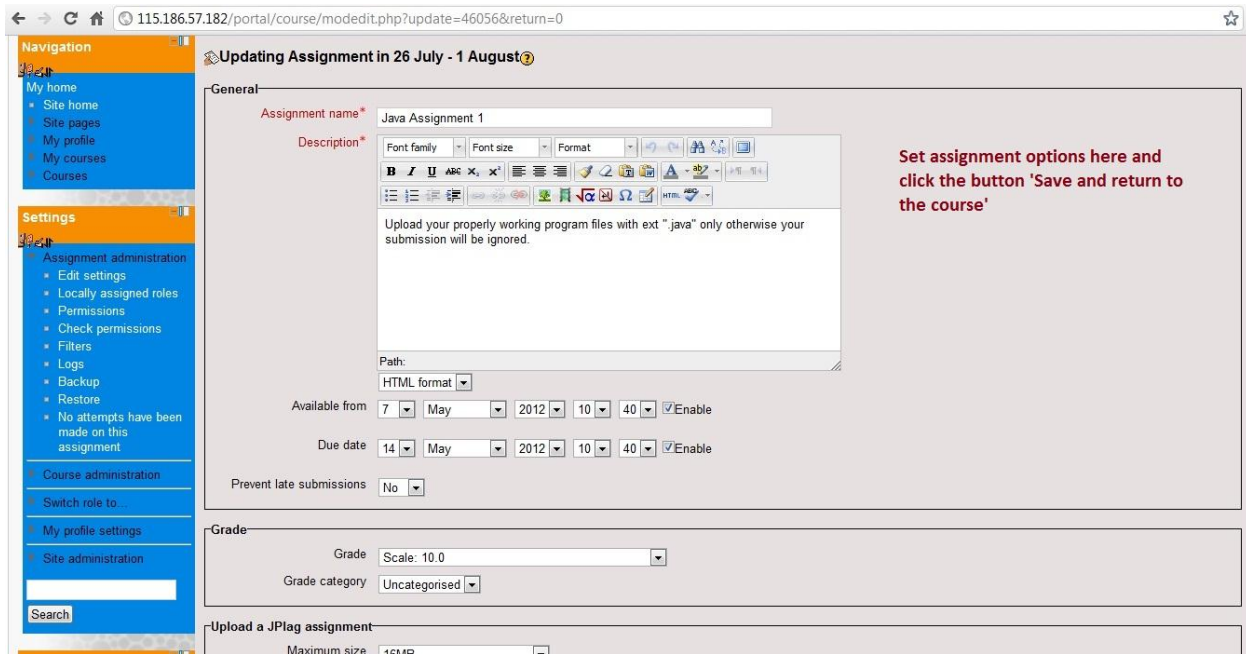 115.186.57.182/portal/course/modedit.php?update=46056&return=0
Navigation
My home
Site home
Site pages
My profile
My courses
Courses
Settings
Assignment administration
Edit settings
Locally assigned roles
Permissions
Check permissions
Filters
Logs
Backup
Restore
No attempts have been
made on this
assignment
Course administration
Switch role to...
My profile settings
Site administration
Search
Updating Assignment in 26 July - 1 August
General
Assignment name* Java Assignment 1
Description* Font family Font size Format
B I U ABC X₂ X²
HTML
Upload your properly working program files with ext ".java" only otherwise your
submission will be ignored.
Path:
HTML format
Available from 7 May 2012 10 40 Enable
Due date 14 May 2012 10 40 Enable
Prevent late submissions No
Set assignment options here and
click the button 'Save and return to
the course'
Grade
Grade Scale: 10.0
Grade category Uncategorised
Upload a JPlag assignment
Maximum size 16MB